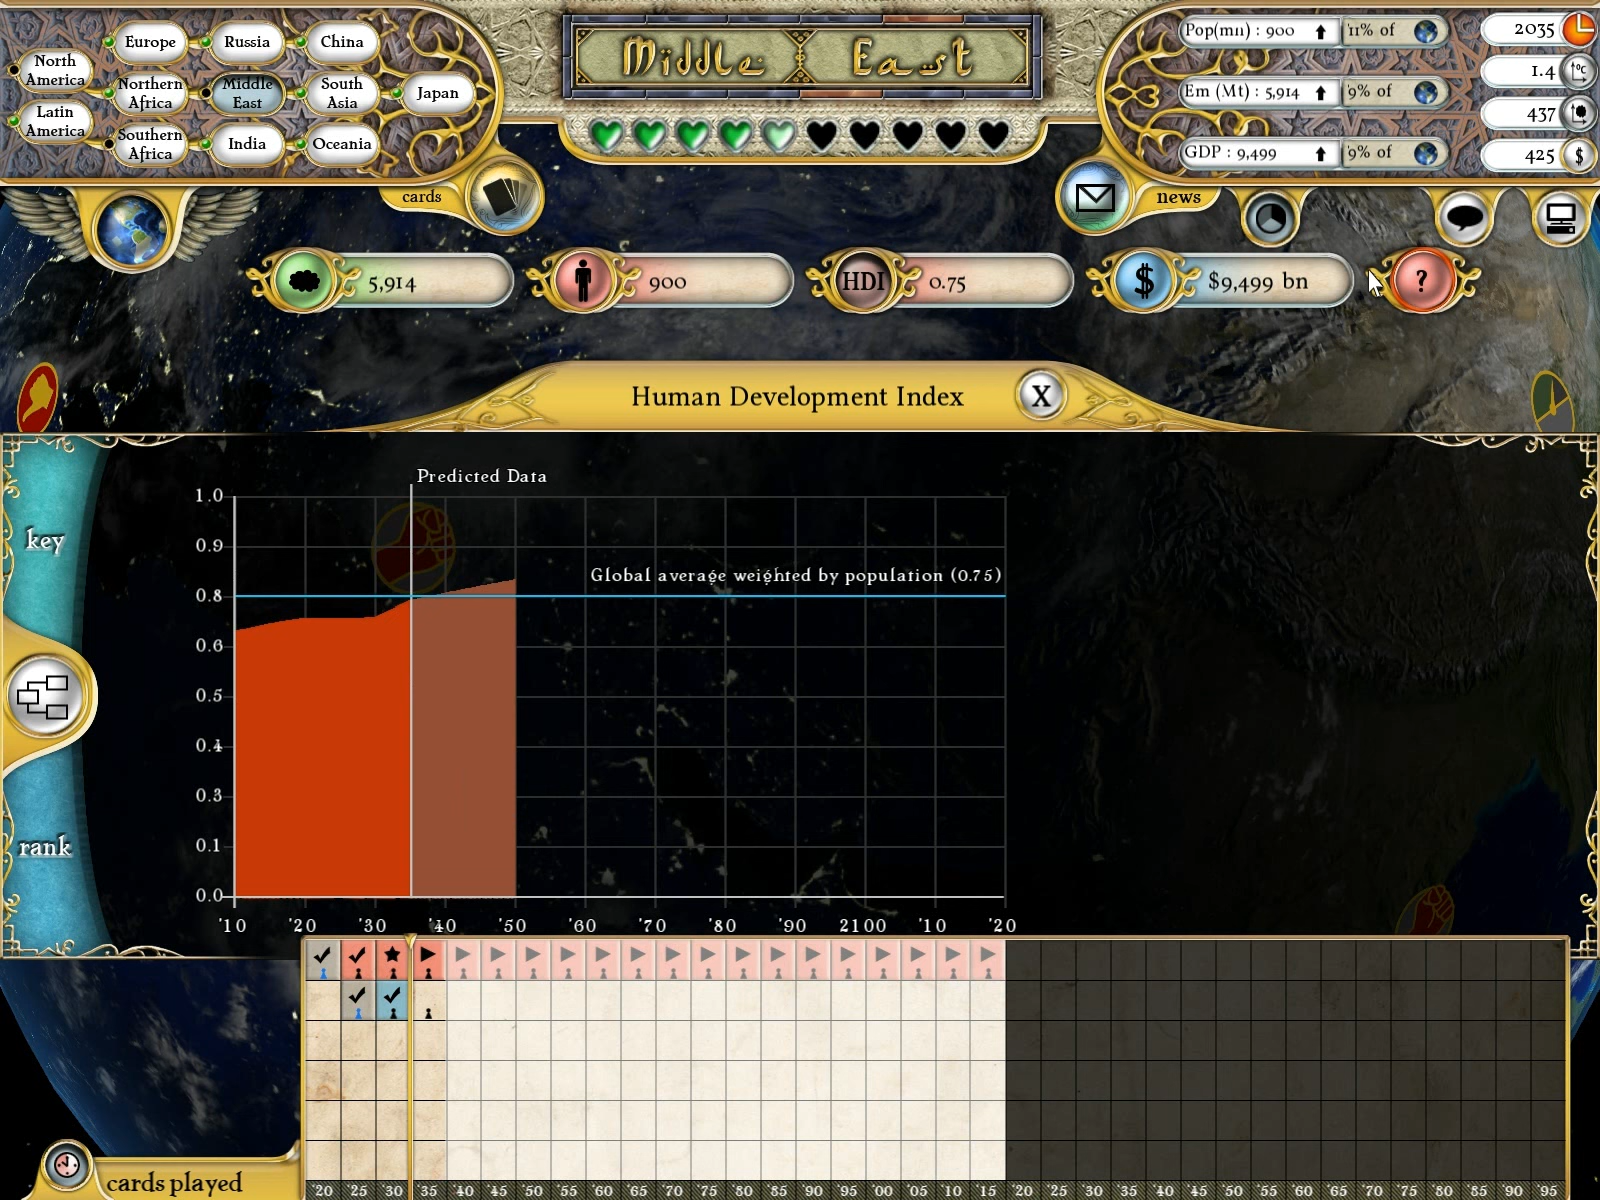 Europe
Russia
China
North
America
Northern
Africa
Middle
East
South
Asia
Japan
Latin
America
Southern
Africa
India
Oceania
Middle East
Pop(mn) : 900
11% of
Em (Mt) : 5,914
9% of
GDP : 9,499
9% of
2035
1.4
°C
437
425
$
cards
news
5,914
900
HDI
0.75
$
$9,499 bn
?
Human Development Index
X
key
rank
Predicted Data
Global average weighted by population (0.75)
1.0
0.9
0.8
0.6
0.5
0.4
0.3
0.1
0.0
'10 '20 '30 '40 '50 '60 '70 '80 '90 2100 '10 '20
cards played
'20 '25 '30 '35 '40 '45 '50 '55 '60 '65 '70 '75 '80 '85 '90 '95 '00 '05 '10 '15 '20 '25 '30 '35 '40 '45 '50 '55 '60 '65 '70 '75 '80 '85 '90 '95